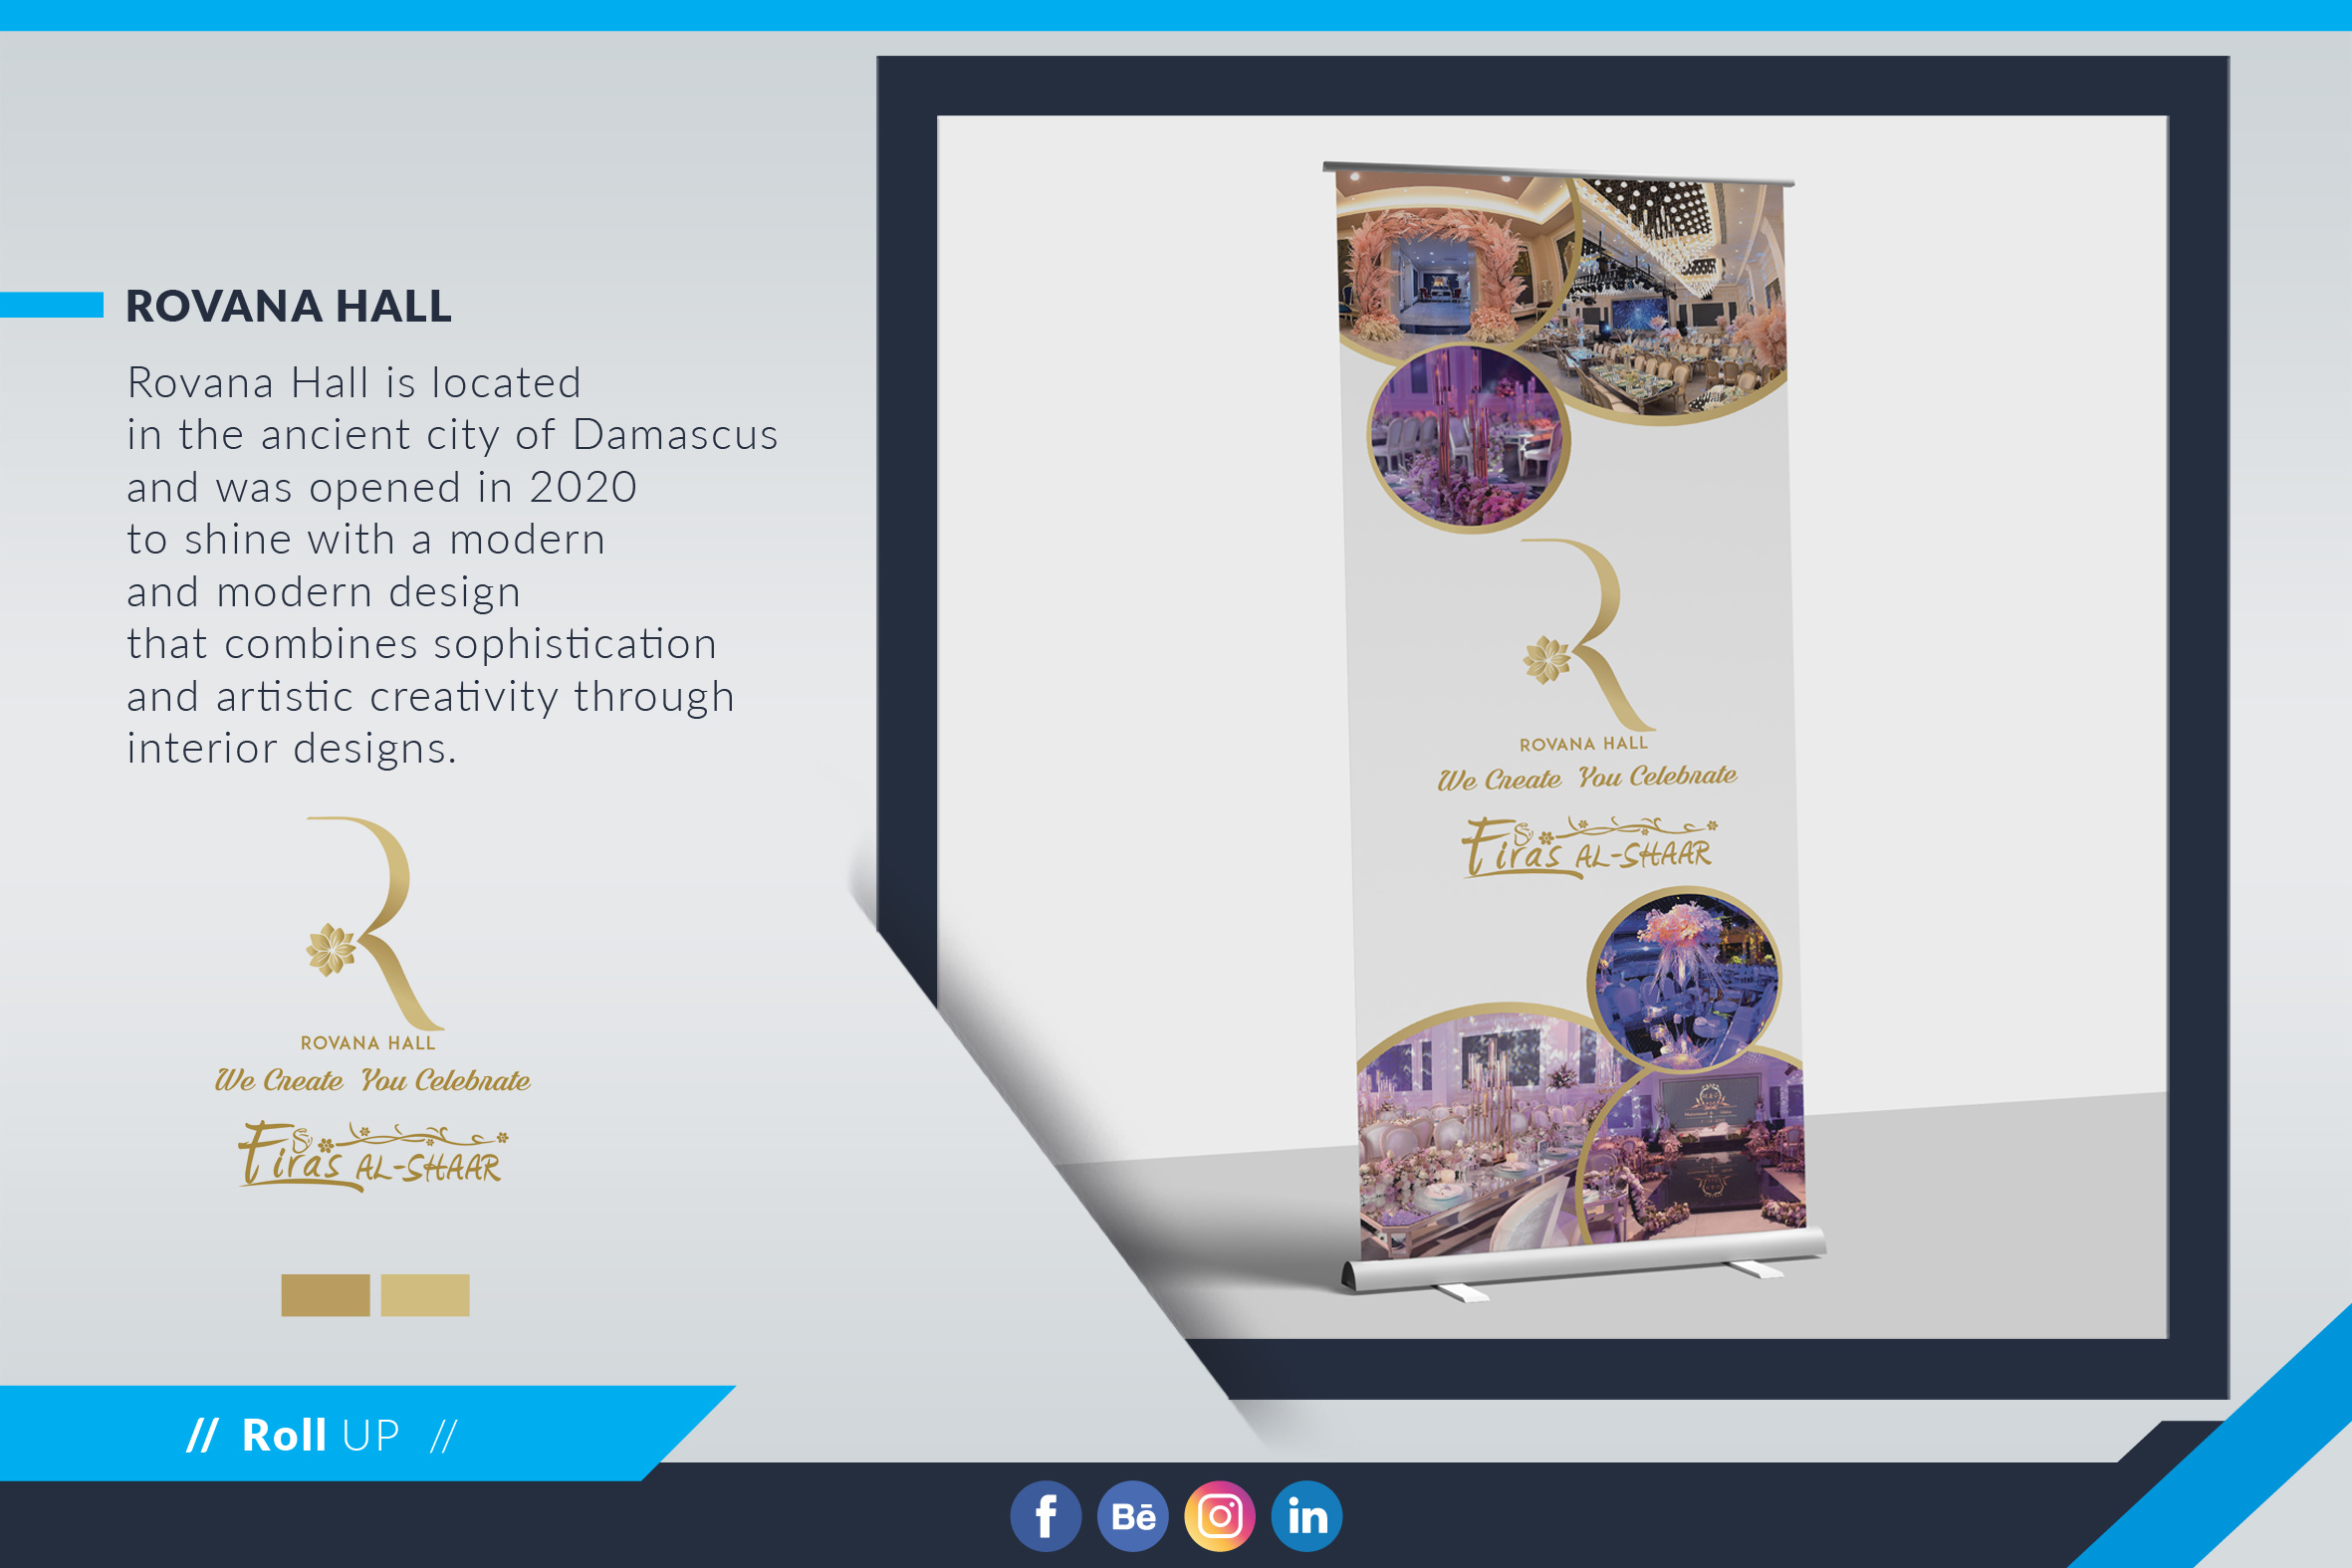 ROVANA HALL
Rovana Hall is located
in the ancient city of Damascus
and was opened in 2020
to shine with a modern
and modern design
that combines sophistication
and artistic creativity through
interior designs.
ROVANA HALL
We Create You Celebrate
Firas AL-SHAAR
// Roll UP //
ROVANA HALL
We Create You Celebrate
Firas AL-SHAAR
f
Bē
in